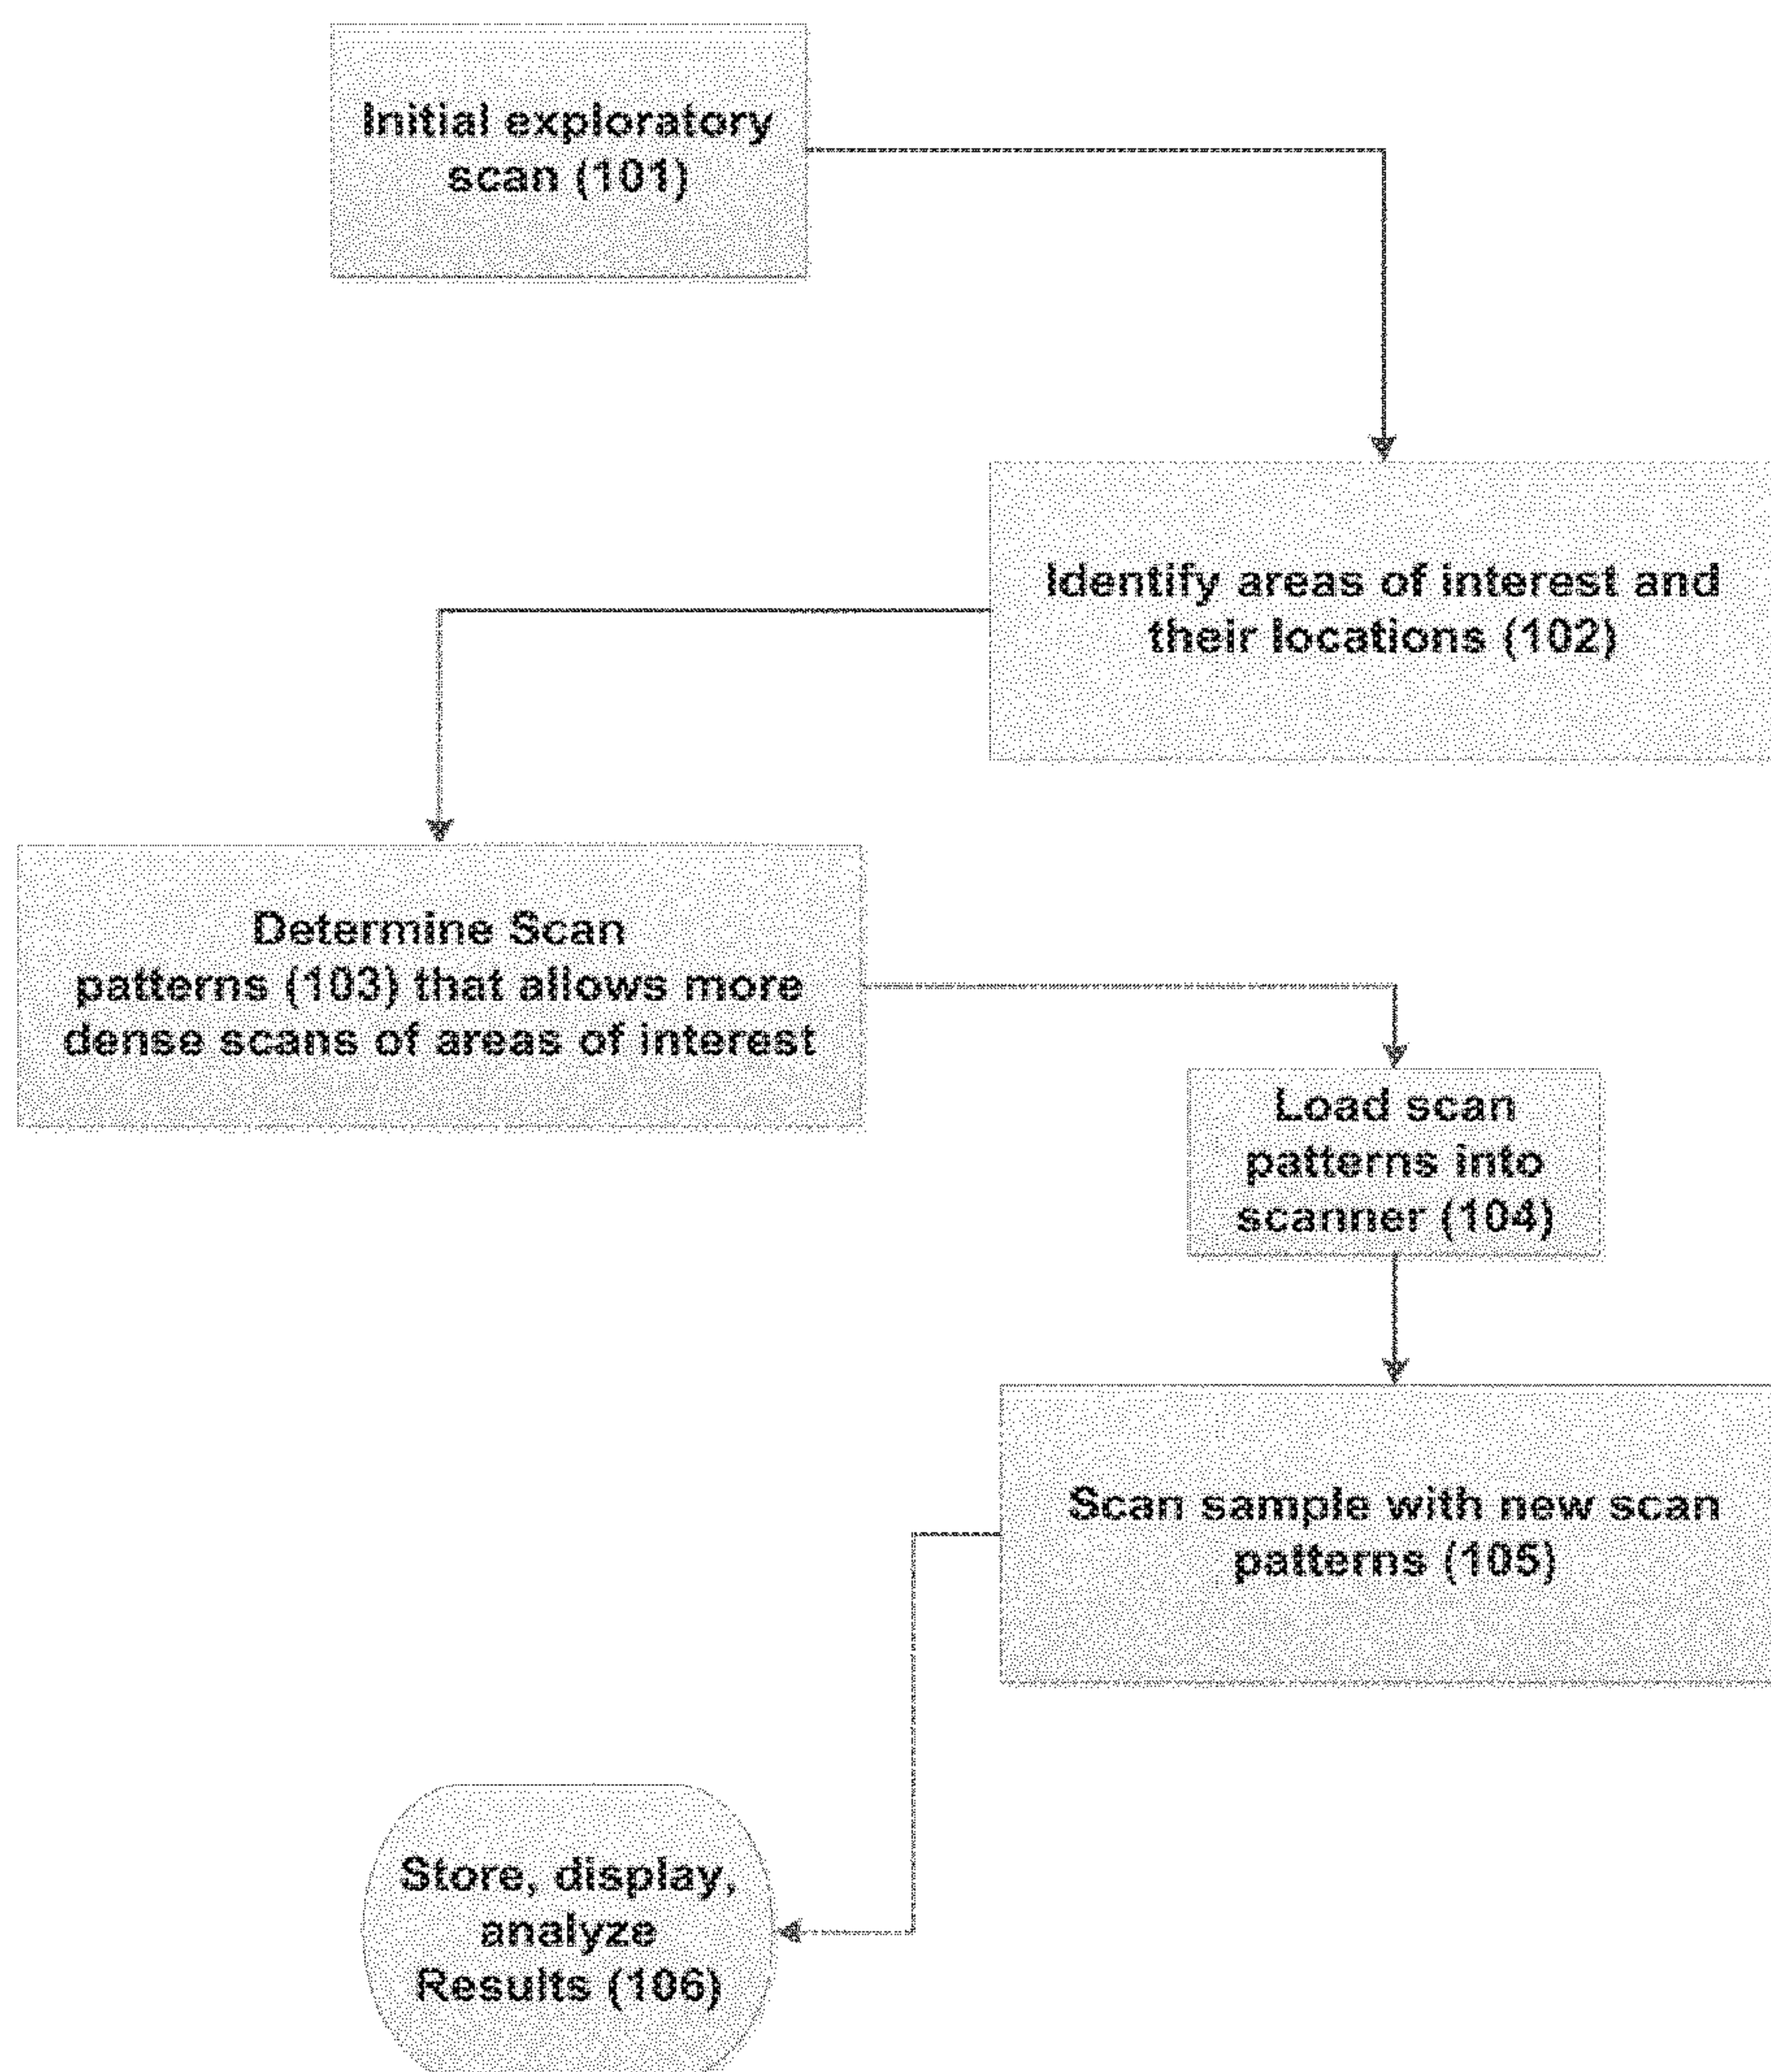 Initial exploratory
scan (101)
Identify areas of interest and
their locations (102)
Determine Scan
patterns (103) that allows more
dense scans of areas of interest
Load scan
patterns into
scanner (104)
Scan sample with new scan
patterns (105)
Store, display,
analyze
Results (106)